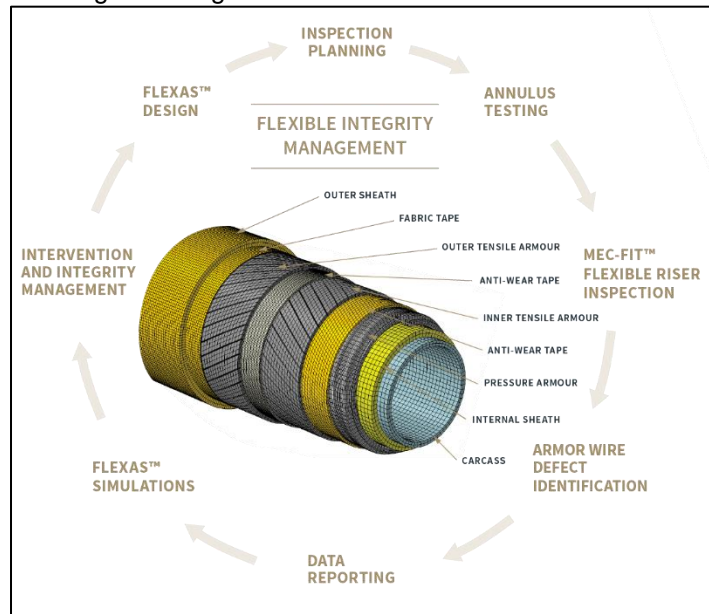 INSPECTION
PLANNING
FLEXAS™
DESIGN
ANNULUS
TESTING
FLEXIBLE INTEGRITY
MANAGEMENT
OUTER SHEATH
FABRIC TAPE
OUTER TENSILE ARMOUR
ANTI-WEAR TAPE
INNER TENSILE ARMOUR
ANTI-WEAR TAPE
PRESSURE ARMOUR
INTERNAL SHEATH
CARCASS
INTERVENTION
AND INTEGRITY
MANAGEMENT
MEC-FIT™
FLEXIBLE RISER
INSPECTION
FLEXAS™
SIMULATIONS
ARMOR WIRE
DEFECT
IDENTIFICATION
DATA
REPORTING